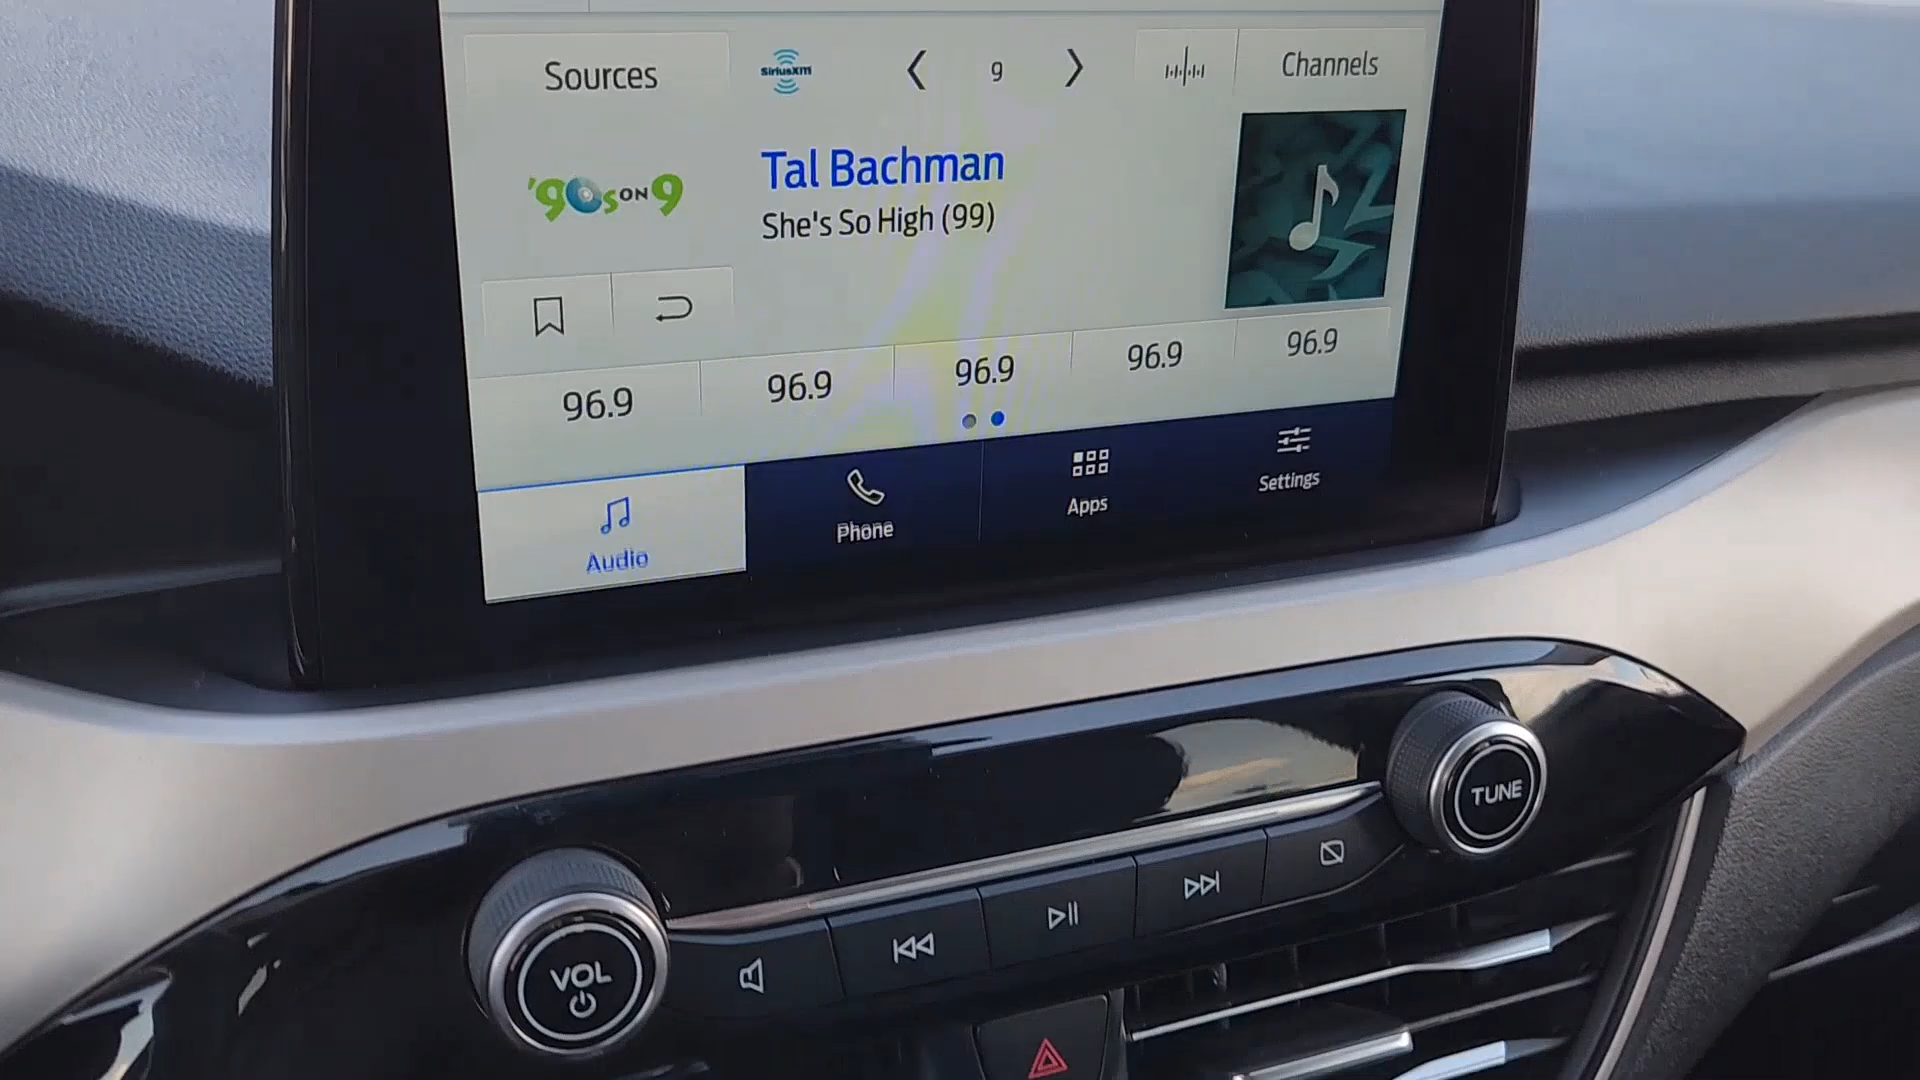 Sources
SiriusXM
9
Channels
'90s ON 9
Tal Bachman
She's So High (99)
96.9
96.9
96.9
96.9
96.9
Audio
Phone
Apps
Settings
TUNE
VOL